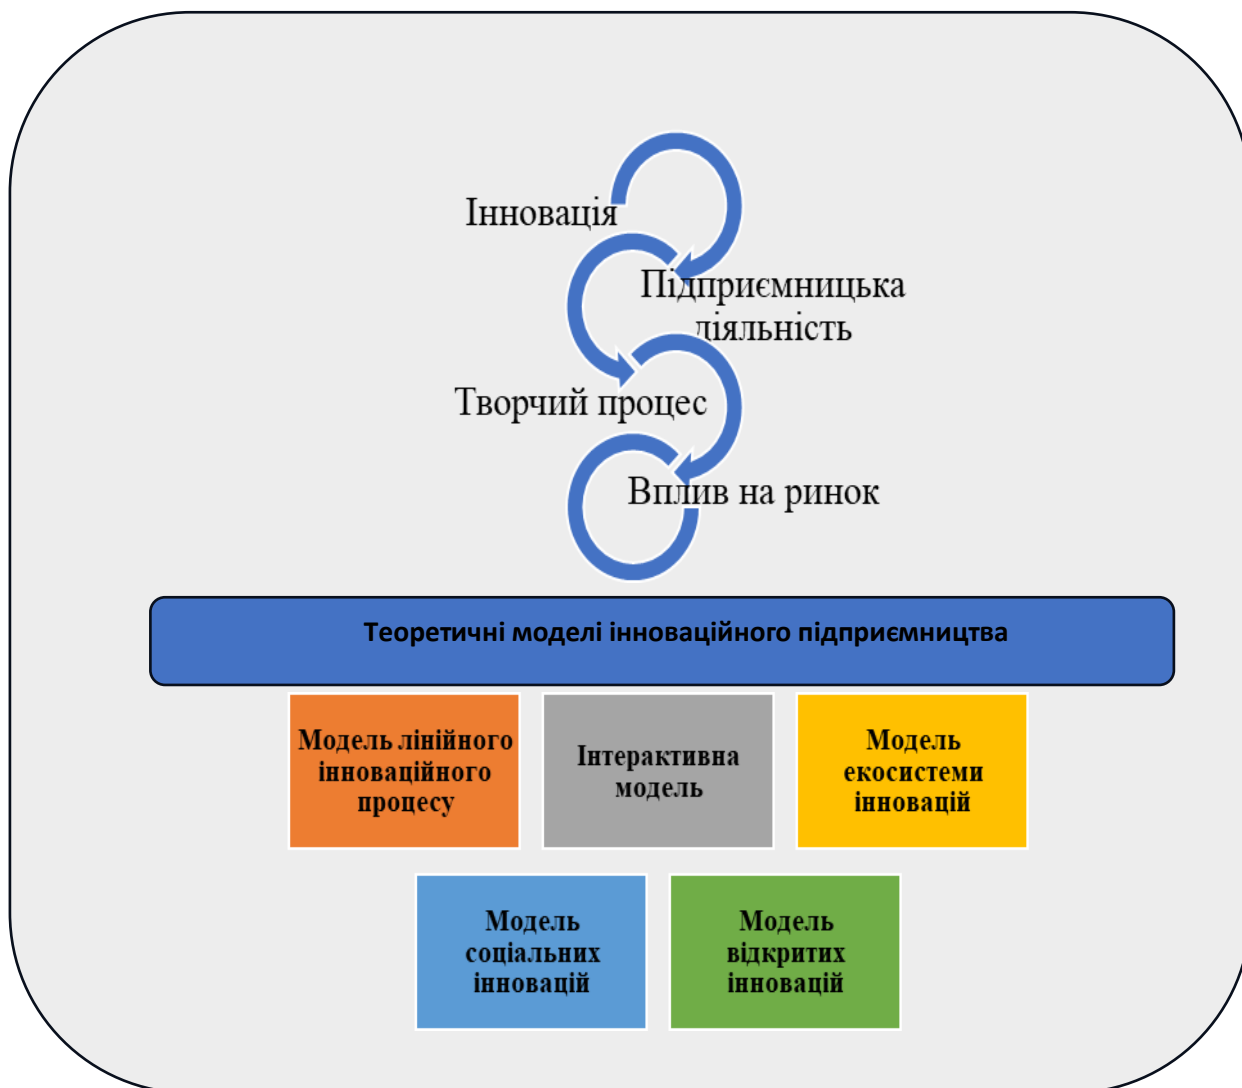 Інновація
Підприємницька
діяльність
Творчий процес
Вплив на ринок
Теоретичні моделі інноваційного підприємництва
Модель лінійного
інноваційного
процесу
Інтерактивна
модель
Модель
екосистеми
інновацій
Модель
соціальних
інновацій
Модель
відкритих
інновацій